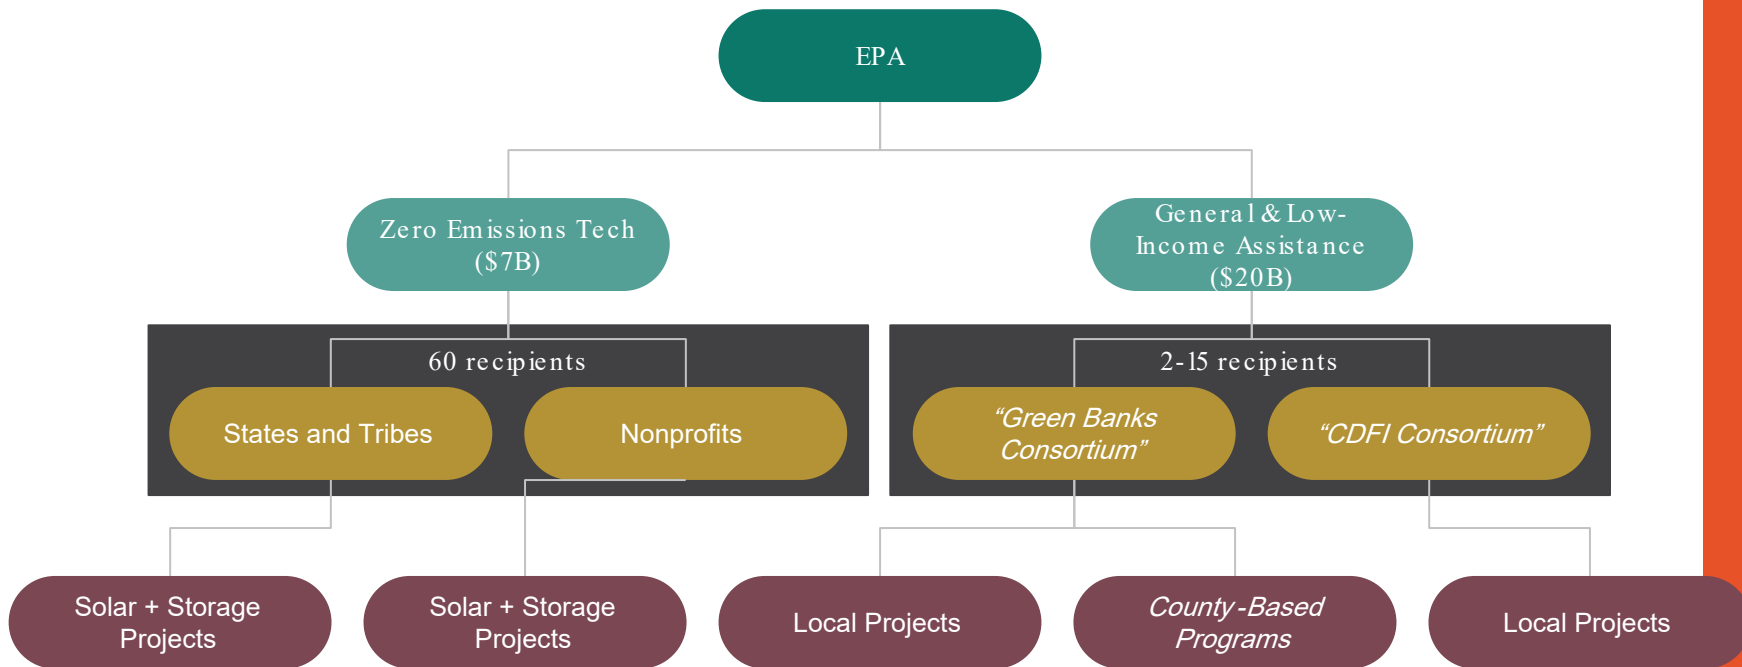 EPA
Zero Emissions Tech
($7B)
General & Low-
Income Assistance
($20B)
60 recipients
2-15 recipients
States and Tribes
Nonprofits
“Green Banks
Consortium”
“CDFI Consortium”
Solar + Storage
Projects
Solar + Storage
Projects
Local Projects
County-Based
Programs
Local Projects